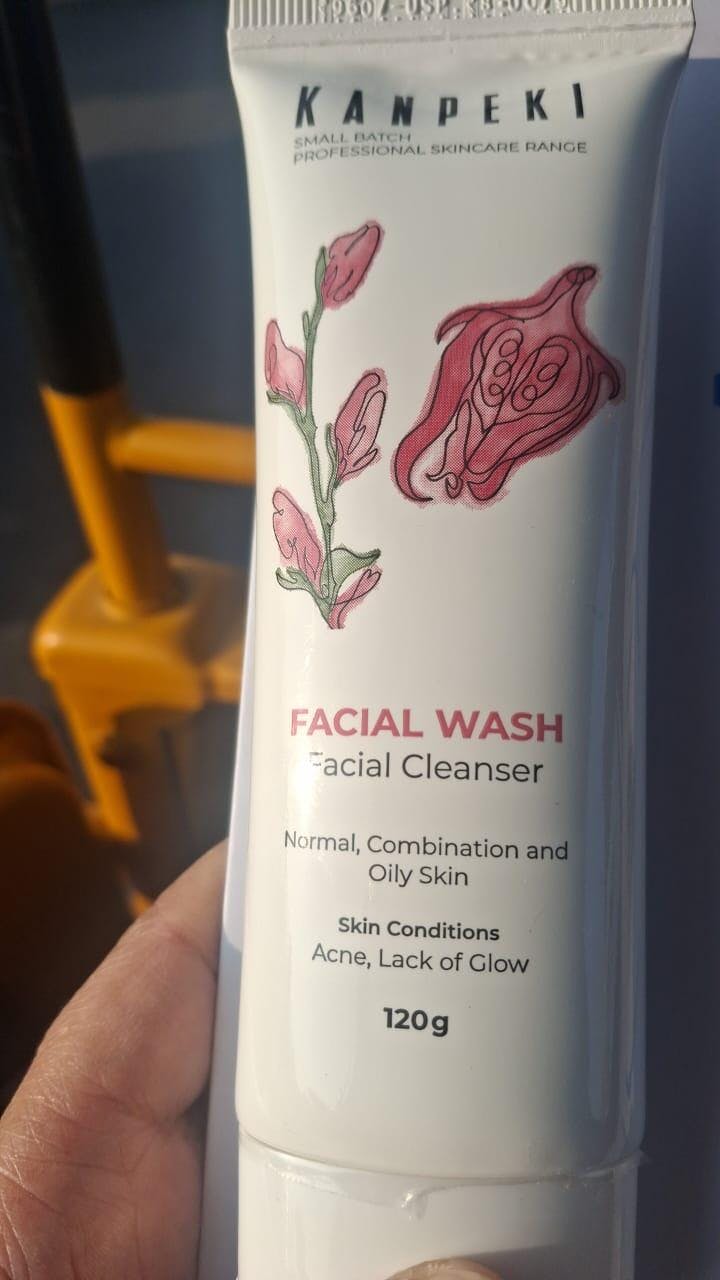 KANPEKI
SMALL BATCH
PROFESSIONAL SKINCARE RANGE
FACIAL WASH
Facial Cleanser
Normal, Combination and
Oily Skin
Skin Conditions
Acne, Lack of Glow
120g